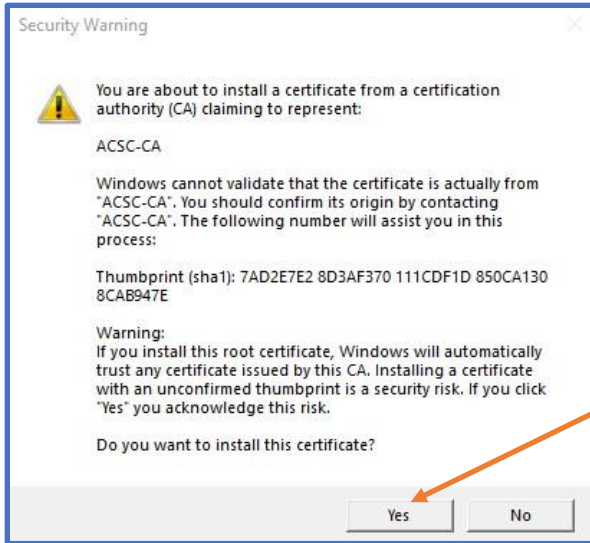 Security Warning
You are about to install a certificate from a certification
authority (CA) claiming to represent:
ACSC-CA
Windows cannot validate that the certificate is actually from
"ACSC-CA". You should confirm its origin by contacting
"ACSC-CA". The following number will assist you in this
process:
Thumbprint (sha1): 7AD2E7E2 8D3AF370 111CDF1D 850CA130
8CAB947E
Warning:
If you install this root certificate, Windows will automatically
trust any certificate issued by this CA. Installing a certificate
with an unconfirmed thumbprint is a security risk. If you click
"Yes" you acknowledge this risk.
Do you want to install this certificate?
Yes No